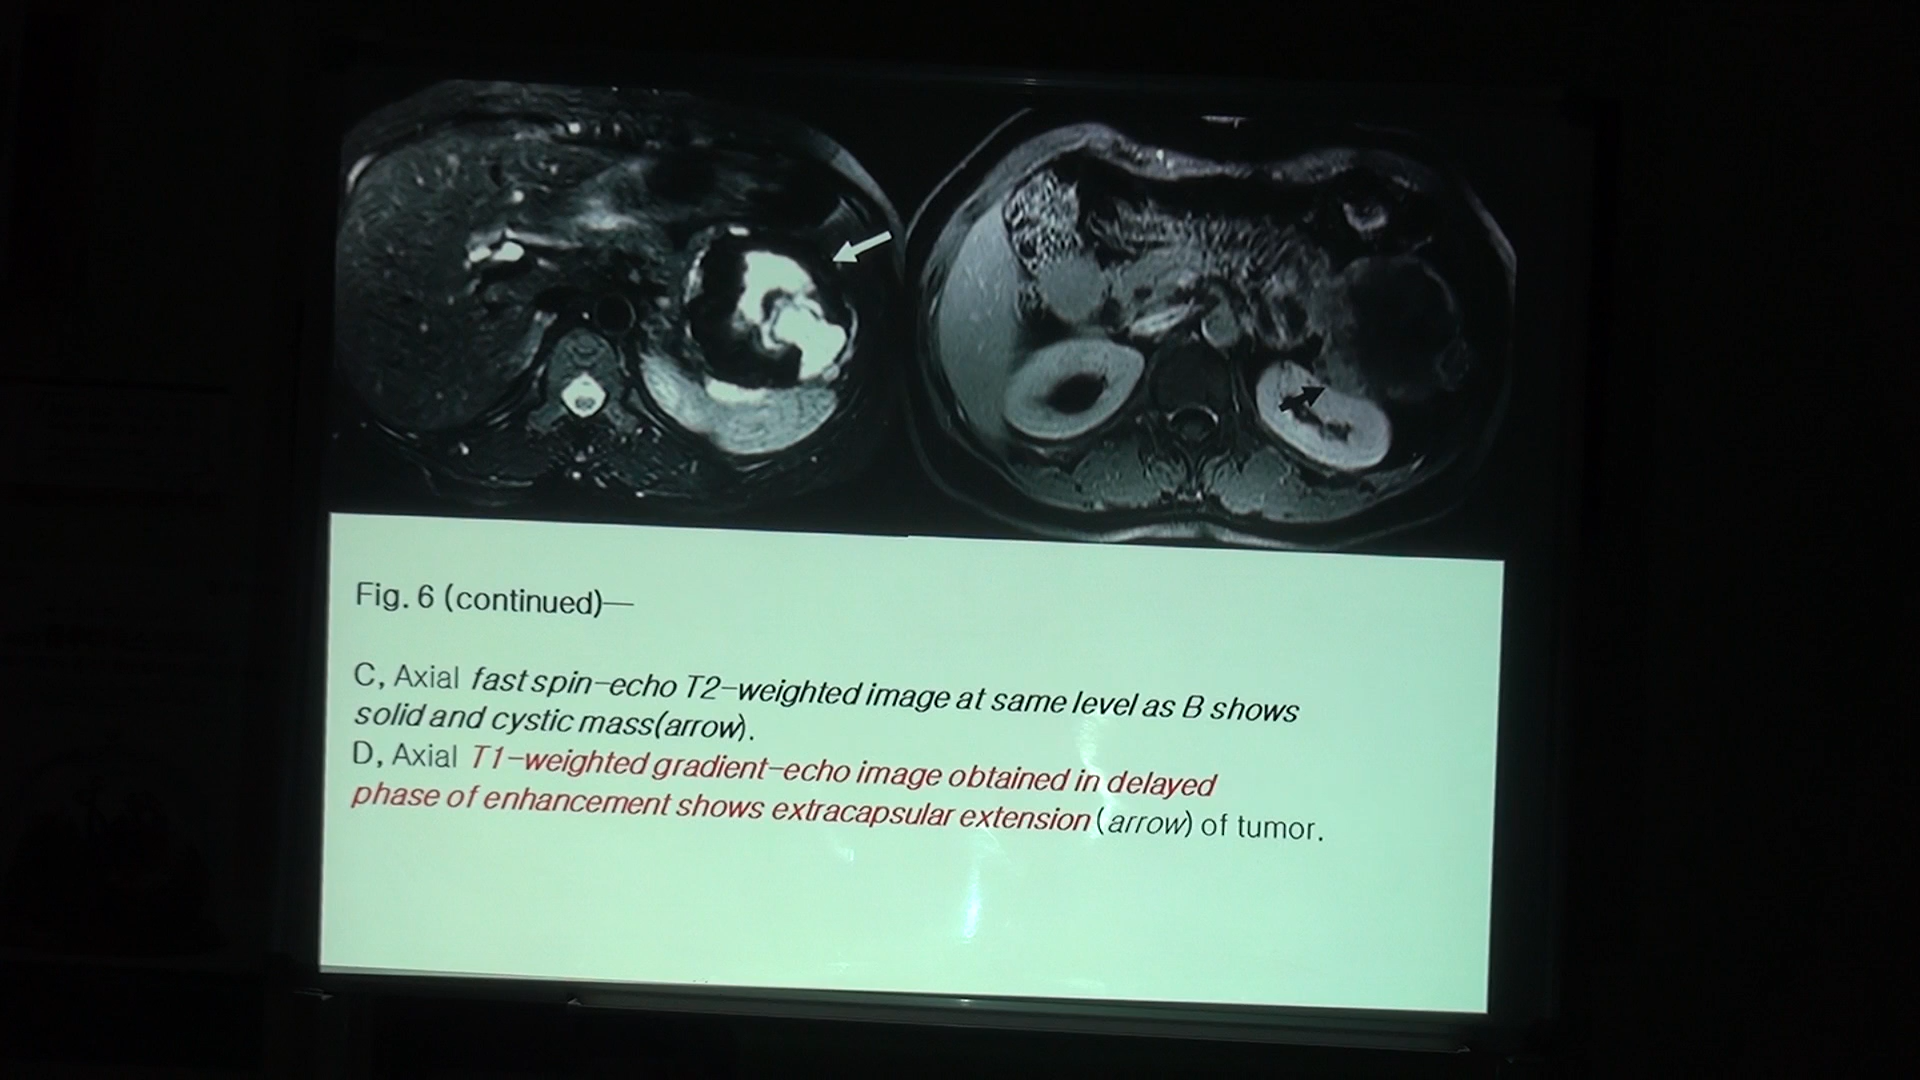 Fig. 6 (continued)—
C, Axial fast spin-echo T2-weighted image at same level as B shows
solid and cystic mass(arrow).
D, Axial T1-weighted gradient-echo image obtained in delayed
phase of enhancement shows extracapsular extension (arrow) of tumor.